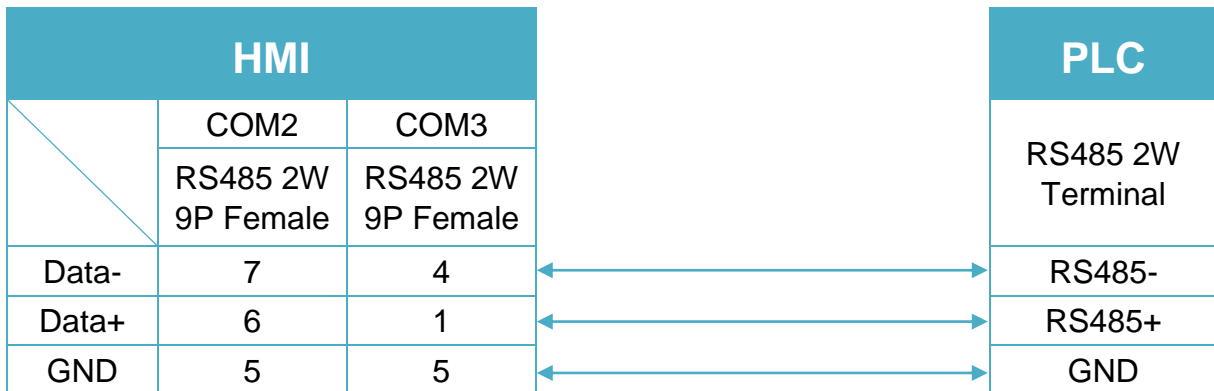 HMI PLC
COM2 COM3
RS485 2W
9P Female
RS485 2W
9P Female
RS485 2W
Terminal
Data- 7 4 RS485-
Data+ 6 1 RS485+
GND 5 5 GND